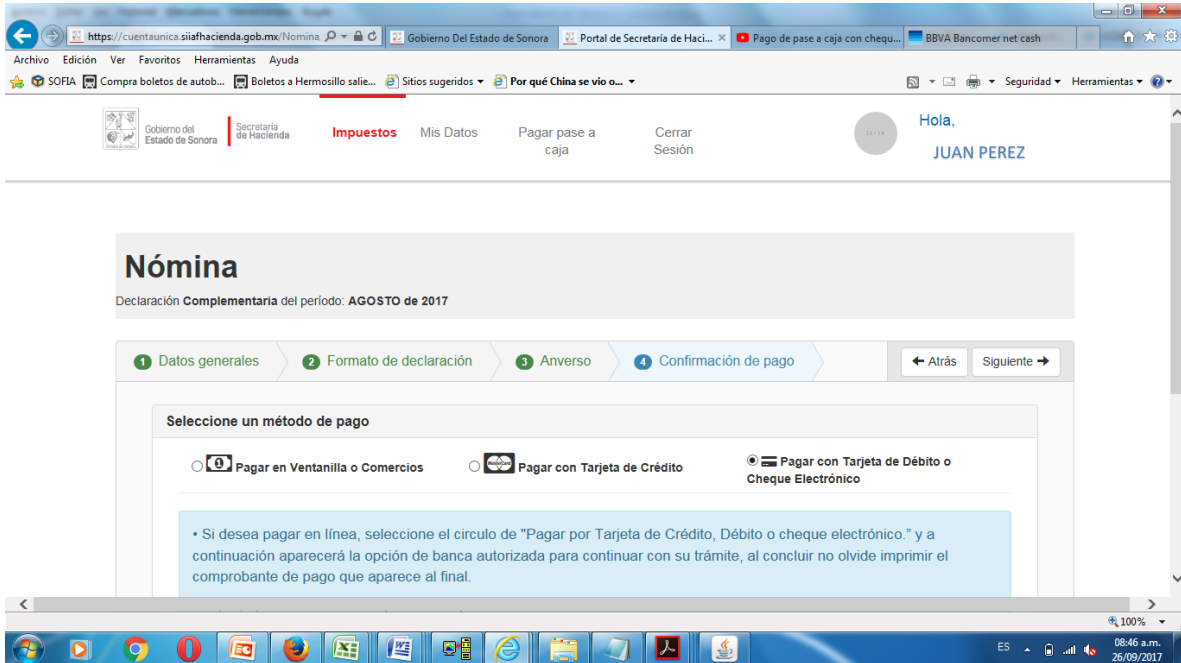 https://cuentaunica.siiafhacienda.gob.mx/Nomina
Gobierno Del Estado de Sonora
Portal de Secretaría de Haci...
Pago de pase a caja con chequ...
BBVA Bancomer net cash
Archivo Edición Ver Favoritos Herramientas Ayuda
SOFIA Compra boletos de autob... Boletos a Hermosillo salie... Sitios sugeridos Por qué China se vio o...
Seguridad Herramientas
Gobierno del
Estado de Sonora
Secretaría
de Hacienda
Impuestos
Mis Datos
Pagar pase a
caja
Cerrar
Sesión
Hola,
JUAN PEREZ
Nómina
Declaración Complementaria del período: AGOSTO de 2017
1 Datos generales
2 Formato de declaración
3 Anverso
4 Confirmación de pago
Atrás
Siguiente
Seleccione un método de pago
Pagar en Ventanilla o Comercios
Pagar con Tarjeta de Crédito
Pagar con Tarjeta de Débito o
Cheque Electrónico
• Si desea pagar en línea, seleccione el circulo de "Pagar por Tarjeta de Crédito, Débito o cheque electrónico." y a
continuación aparecerá la opción de banca autorizada para continuar con su trámite, al concluir no olvide imprimir el
comprobante de pago que aparece al final.
100%
ES
08:46 a.m.
26/09/2017